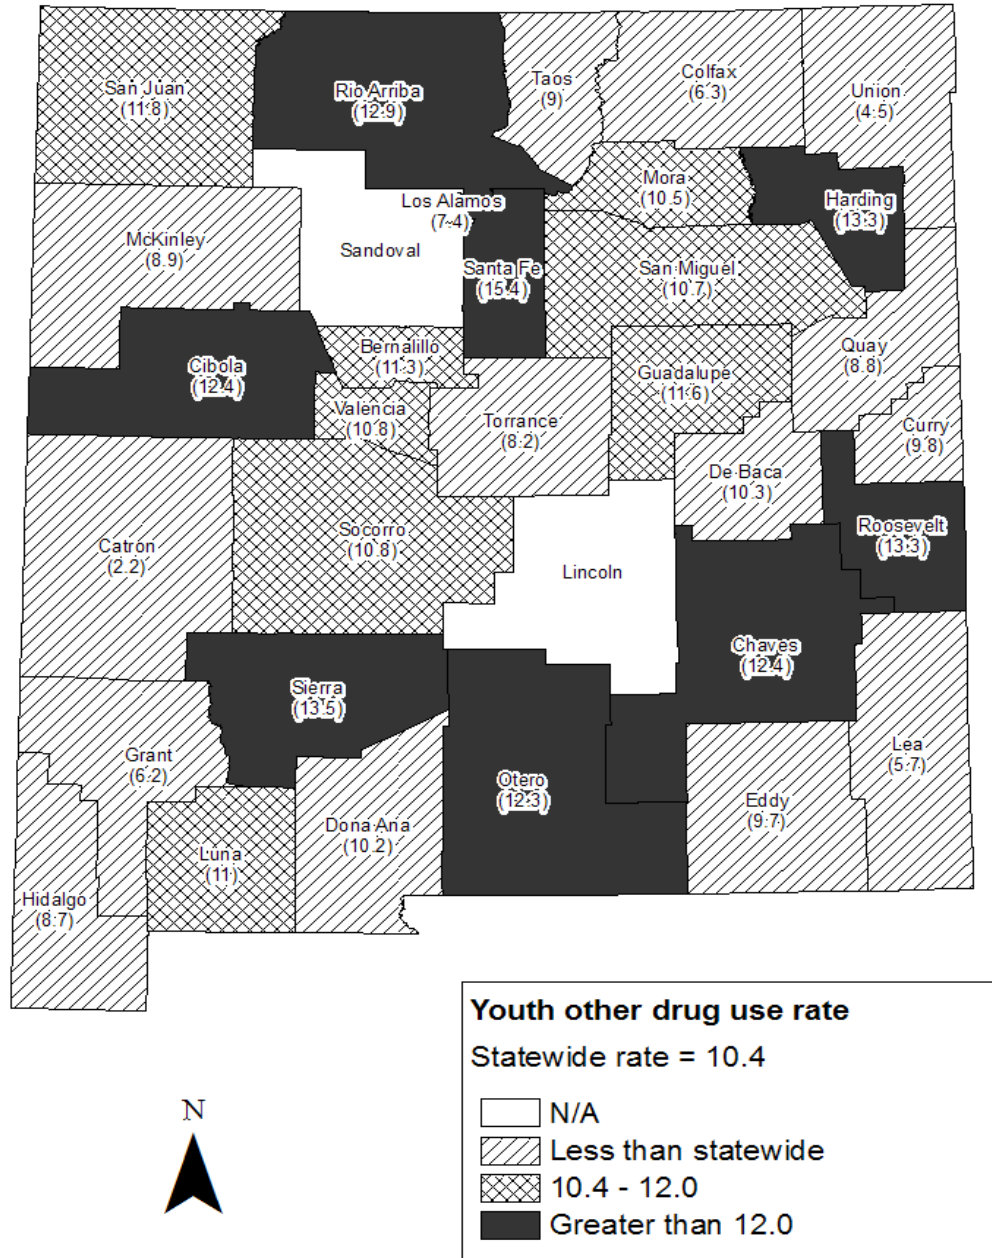 San Juan
(11.8)
Rio Arriba
(12.9)
Taos
(9)
Colfax
(6.3)
Union
(4.5)
Mora
(10.5)
Harding
(13.3)
Los Alamos
(7.4)
McKinley
(8.9)
Sandoval
Santa Fe
(15.4)
San Miguel
(10.7)
Cibola
(12.4)
Bernalillo
(11.3)
Quay
(8.8)
Guadalupe
(11.6)
Valencia
(10.8)
Torrance
(8.2)
Curry
(9.8)
De Baca
(10.3)
Catron
(2.2)
Socorro
(10.8)
Roosevelt
(13.3)
Lincoln
Chaves
(12.4)
Sierra
(13.5)
Grant
(6.2)
Lea
(5.7)
Otero
(12.3)
Eddy
(9.7)
Dona Ana
(10.2)
Luna
(11)
Hidalgo
(8.7)
Youth other drug use rate
Statewide rate = 10.4
N/A
Less than statewide
10.4 - 12.0
Greater than 12.0
N